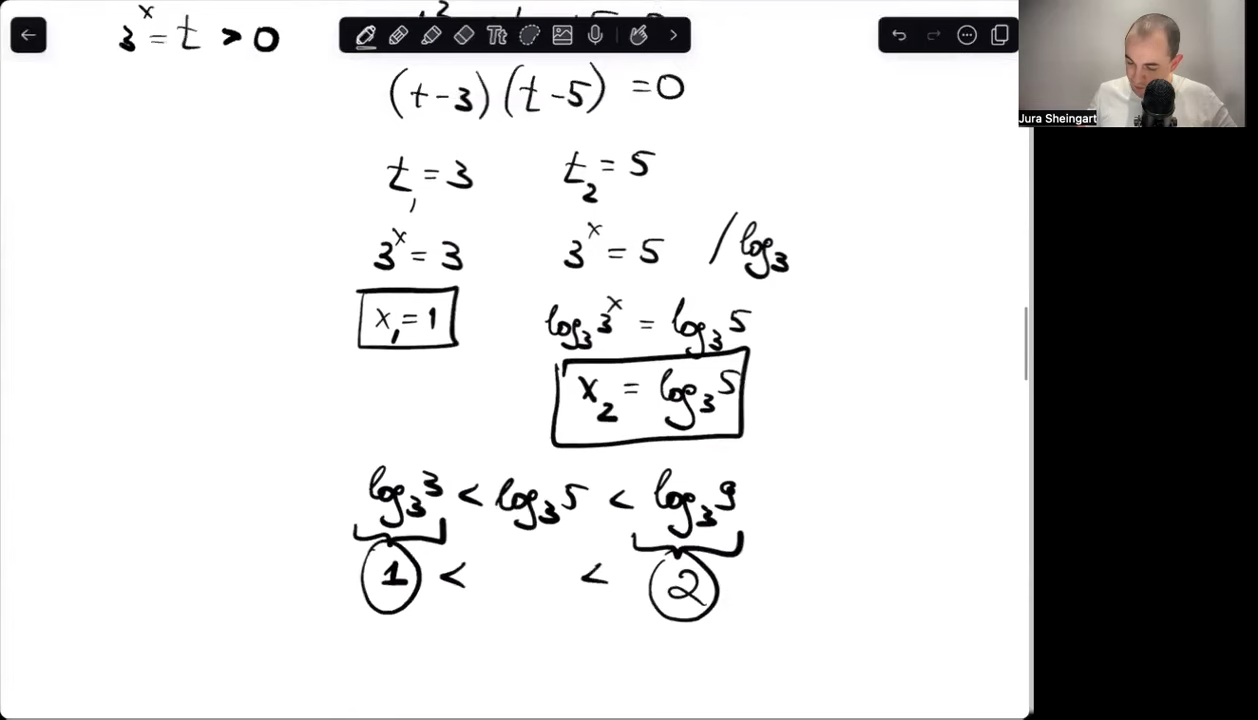 3^x = t > 0
(t-3)(t-5) = 0
t₁ = 3 t₂ = 5
3^x = 3 3^x = 5 / log₃
x₁ = 1 log₃ 3^x = log₃ 5
x₂ = log₃ 5
log₃ 3 < log₃ 5 < log₃ 9
1 < < 2
Tt
Jura Sheingart